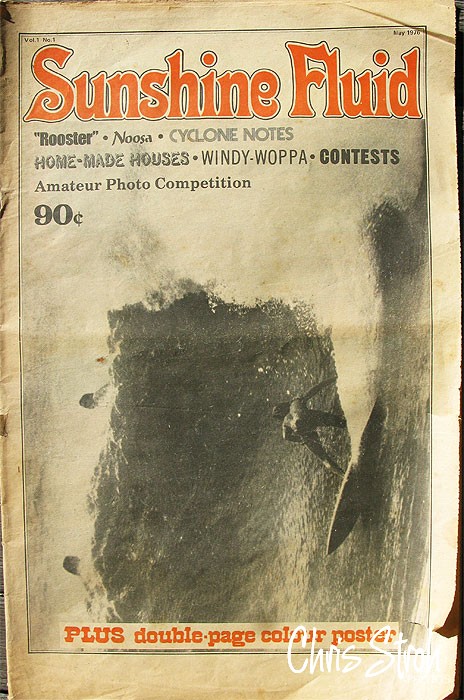 Vol.1 No.1
May 1976
Sunshine Fluid
"Rooster" • Noosa • CYCLONE NOTES
HOME-MADE HOUSES • WINDY-WOPPA • CONTESTS
Amateur Photo Competition
90¢
PLUS double-page colour poster
Chris Stroh